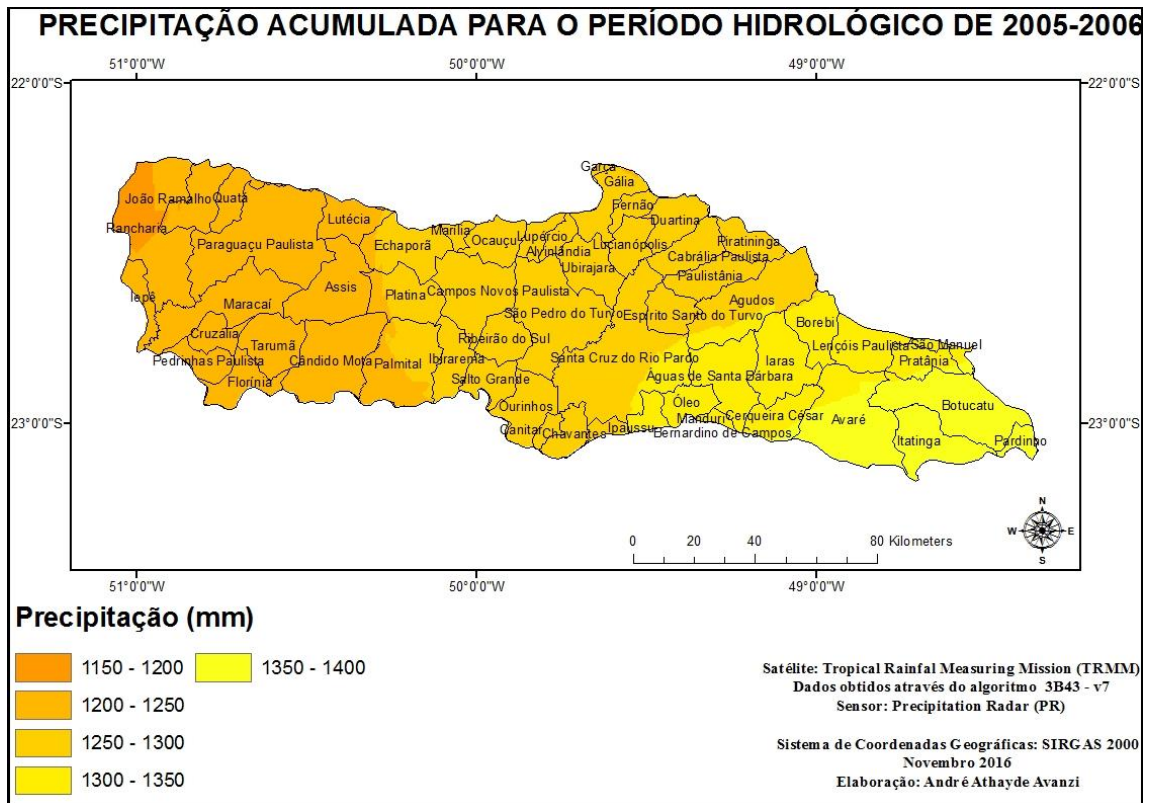 PRECIPITAÇÃO ACUMULADA PARA O PERÍODO HIDROLÓGICO DE 2005-2006
51°0'0"W 50°0'0"W 49°0'0"W
22°0'0"S 22°0'0"S
Garça
Gália
João Ramalho Quatá
Fernão
Lutécia Duartina
Rancharia Marília
Ocauçu Lupércio
Paraguaçu Paulista Echaporã Alvinlândia Lucianópolis Piratininga
Cabrália Paulista
Ubirajara
Paulistânia
Iepê Assis Platina Campos Novos Paulista
Maracaí Agudos
São Pedro do Turvo Espírito Santo do Turvo
Borebi
Cruzália
Tarumã Ribeirão do Sul Lençóis Paulista São Manuel
Pedrinhas Paulista Cândido Mota Palmital Ibirarema Santa Cruz do Rio Pardo Iaras Pratânia
Florínia Salto Grande Águas de Santa Bárbara
Ourinhos Óleo Botucatu
Manduri Cerqueira César Avaré
Canitar Chavantes Ipaussu Bernardino de Campos Itatinga Pardinho
23°0'0"S 23°0'0"S
N
W E
S
0 20 40 80 Kilometers
51°0'0"W 50°0'0"W 49°0'0"W
Precipitação (mm)
1150 - 1200
1200 - 1250
1250 - 1300
1300 - 1350
1350 - 1400
Satélite: Tropical Rainfal Measuring Mission (TRMM)
Dados obtidos através do algoritmo 3B43 - v7
Sensor: Precipitation Radar (PR)
Sistema de Coordenadas Geográficas: SIRGAS 2000
Novembro 2016
Elaboração: André Athayde Avanzi